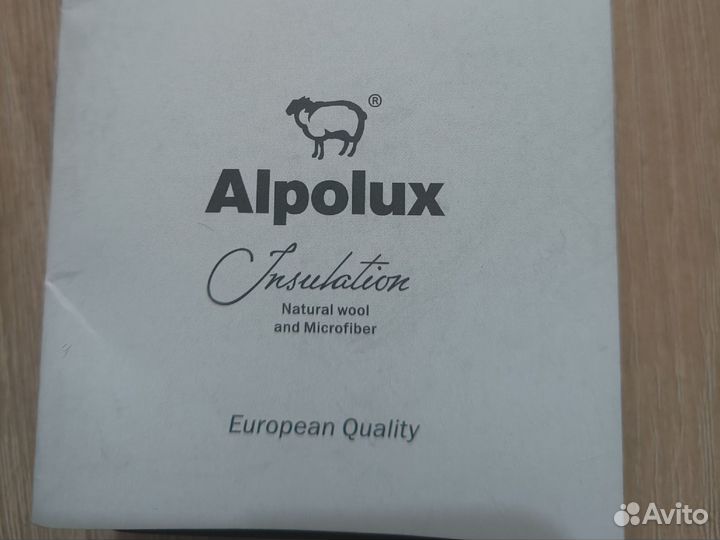 ®
Alpolux
Insulation
Natural wool
and Microfiber
European Quality
Avito